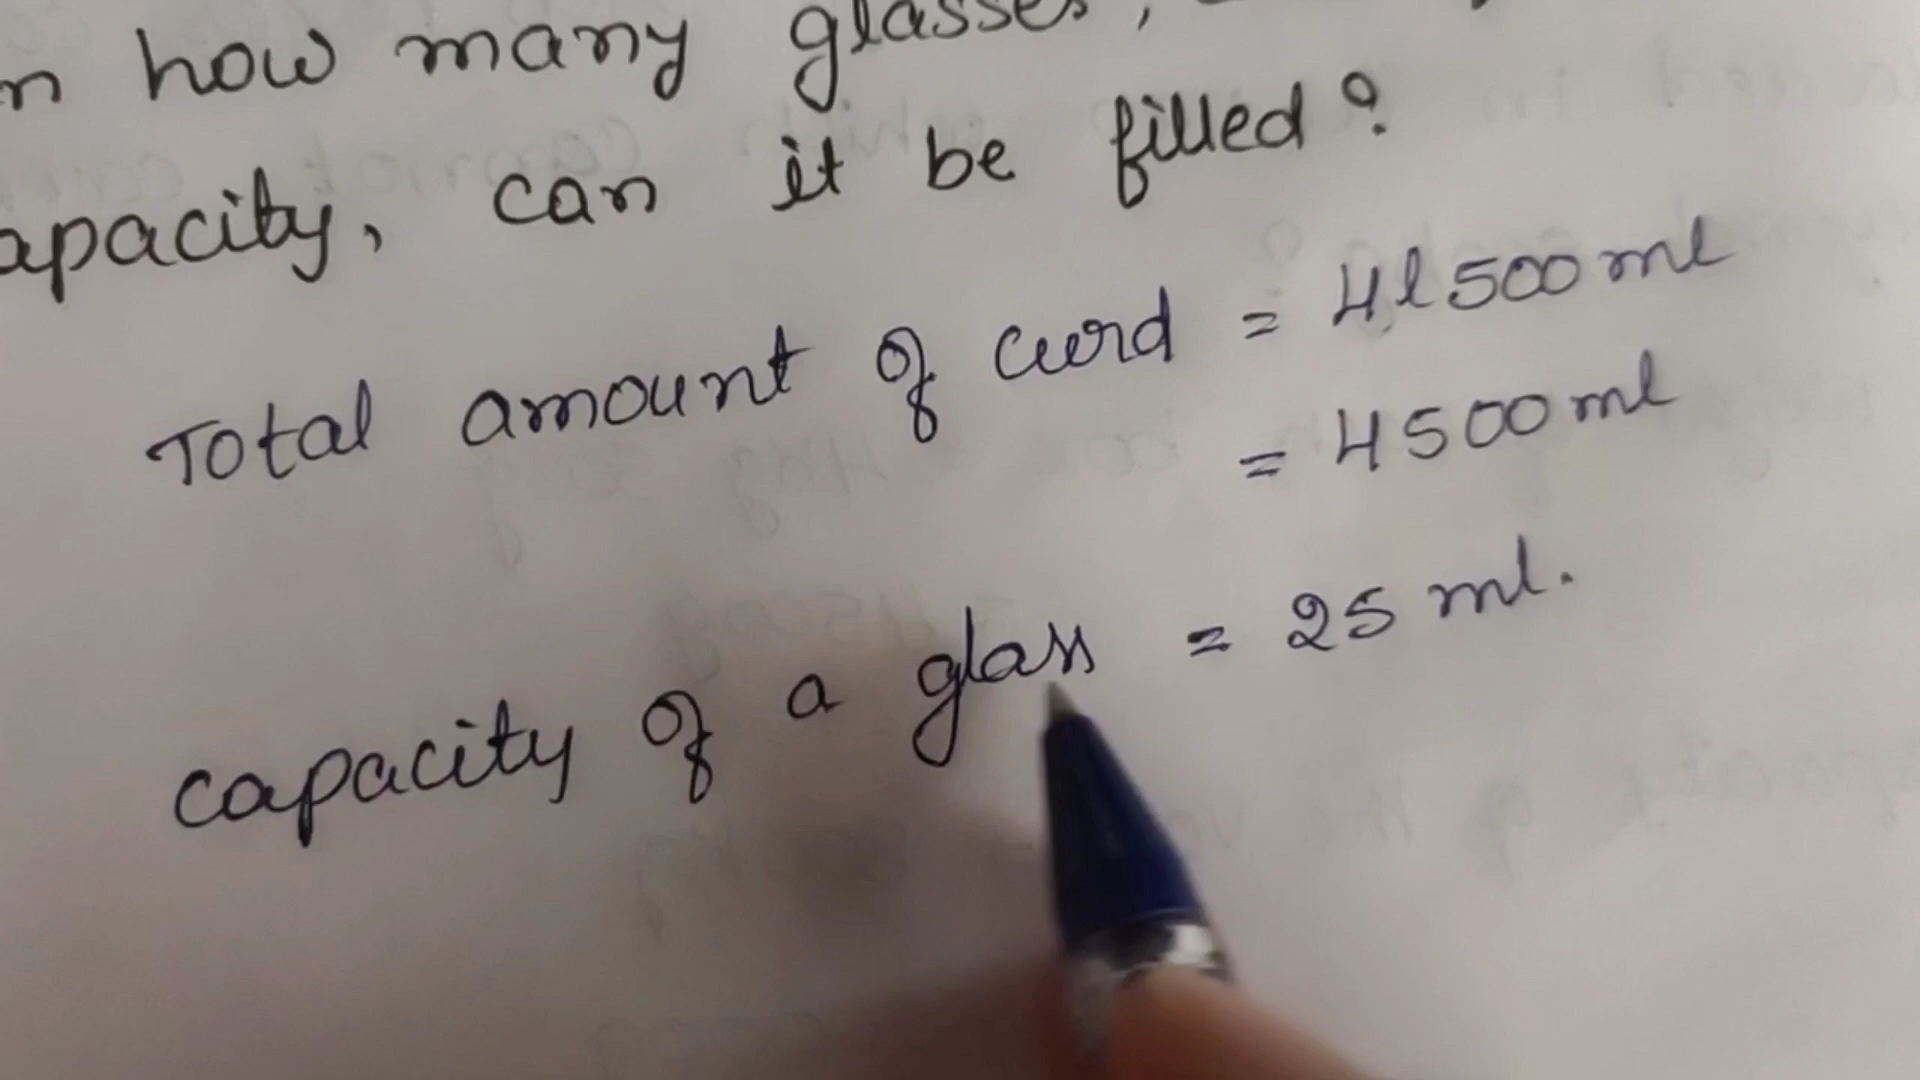 how many glasses,
apacity, can it be filled?
Total amount of curd = 4l 500 ml
= 4500 ml
capacity of a glass = 25 ml.